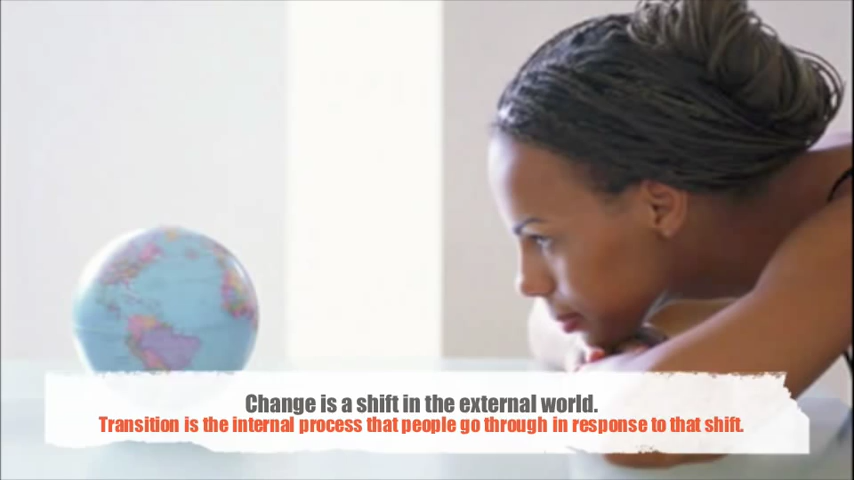 Change is a shift in the external world.
Transition is the internal process that people go through in response to that shift.